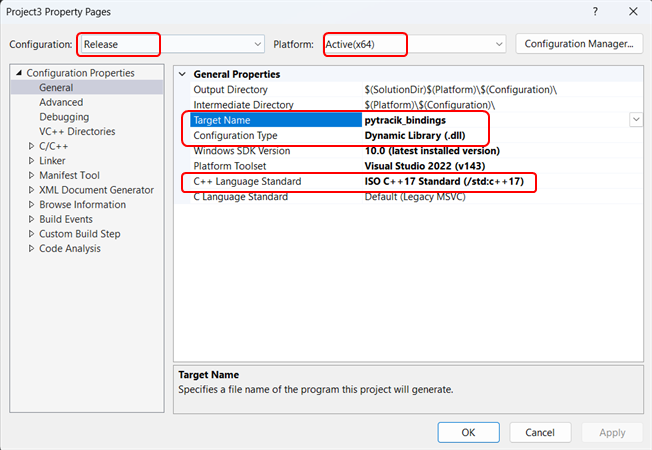 Project3 Property Pages
? ×
Configuration: Release Platform: Active(x64) Configuration Manager...
Configuration Properties
General
Advanced
Debugging
VC++ Directories
C/C++
Linker
Manifest Tool
XML Document Generator
Browse Information
Build Events
Custom Build Step
Code Analysis
General Properties
Output Directory $(SolutionDir)$(Platform)\$(Configuration)\
Intermediate Directory $(Platform)\$(Configuration)\
Target Name pytracik_bindings
Configuration Type Dynamic Library (.dll)
Windows SDK Version 10.0 (latest installed version)
Platform Toolset Visual Studio 2022 (v143)
C++ Language Standard ISO C++17 Standard (/std:c++17)
C Language Standard Default (Legacy MSVC)
Target Name
Specifies a file name of the program this project will generate.
OK Cancel Apply